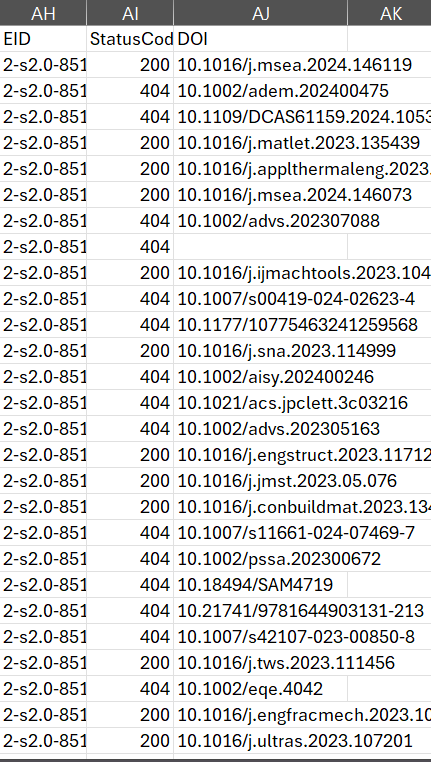 AH AI AJ AK
EID StatusCod DOI
2-s2.0-851 200 10.1016/j.msea.2024.146119
2-s2.0-851 404 10.1002/adem.202400475
2-s2.0-851 404 10.1109/DCAS61159.2024.1053
2-s2.0-851 200 10.1016/j.matlet.2023.135439
2-s2.0-851 200 10.1016/j.applthermaleng.2023.
2-s2.0-851 200 10.1016/j.msea.2024.146073
2-s2.0-851 404 10.1002/advs.202307088
2-s2.0-851 404
2-s2.0-851 200 10.1016/j.ijmachtools.2023.104
2-s2.0-851 404 10.1007/s00419-024-02623-4
2-s2.0-851 404 10.1177/10775463241259568
2-s2.0-851 200 10.1016/j.sna.2023.114999
2-s2.0-851 404 10.1002/aisy.202400246
2-s2.0-851 404 10.1021/acs.jpclett.3c03216
2-s2.0-851 404 10.1002/advs.202305163
2-s2.0-851 200 10.1016/j.engstruct.2023.11712
2-s2.0-851 200 10.1016/j.jmst.2023.05.076
2-s2.0-851 200 10.1016/j.conbuildmat.2023.134
2-s2.0-851 404 10.1007/s11661-024-07469-7
2-s2.0-851 404 10.1002/pssa.202300672
2-s2.0-851 404 10.18494/SAM4719
2-s2.0-851 404 10.21741/9781644903131-213
2-s2.0-851 404 10.1007/s42107-023-00850-8
2-s2.0-851 200 10.1016/j.tws.2023.111456
2-s2.0-851 404 10.1002/eqe.4042
2-s2.0-851 200 10.1016/j.engfracmech.2023.10
2-s2.0-851 200 10.1016/j.ultras.2023.107201